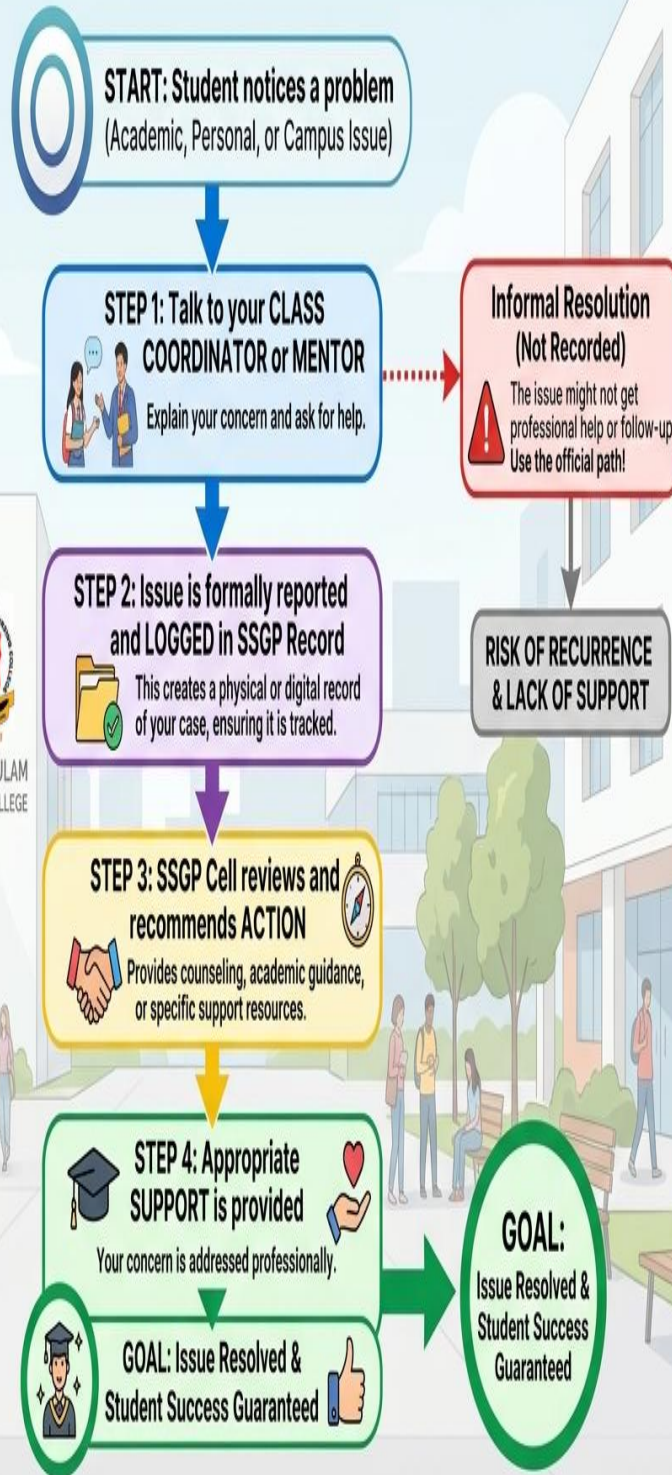 START: Student notices a problem
(Academic, Personal, or Campus Issue)
STEP 1: Talk to your CLASS
COORDINATOR or MENTOR
Explain your concern and ask for help.
Informal Resolution
(Not Recorded)
The issue might not get
professional help or follow-up
Use the official path!
STEP 2: Issue is formally reported
and LOGGED in SSGP Record
This creates a physical or digital record
of your case, ensuring it is tracked.
RISK OF RECURRENCE
& LACK OF SUPPORT
ULAM
LLEGE
STEP 3: SSGP Cell reviews and
recommends ACTION
Provides counseling, academic guidance,
or specific support resources.
STEP 4: Appropriate
SUPPORT is provided
Your concern is addressed professionally.
GOAL: Issue Resolved &
Student Success Guaranteed
GOAL:
Issue Resolved &
Student Success
Guaranteed